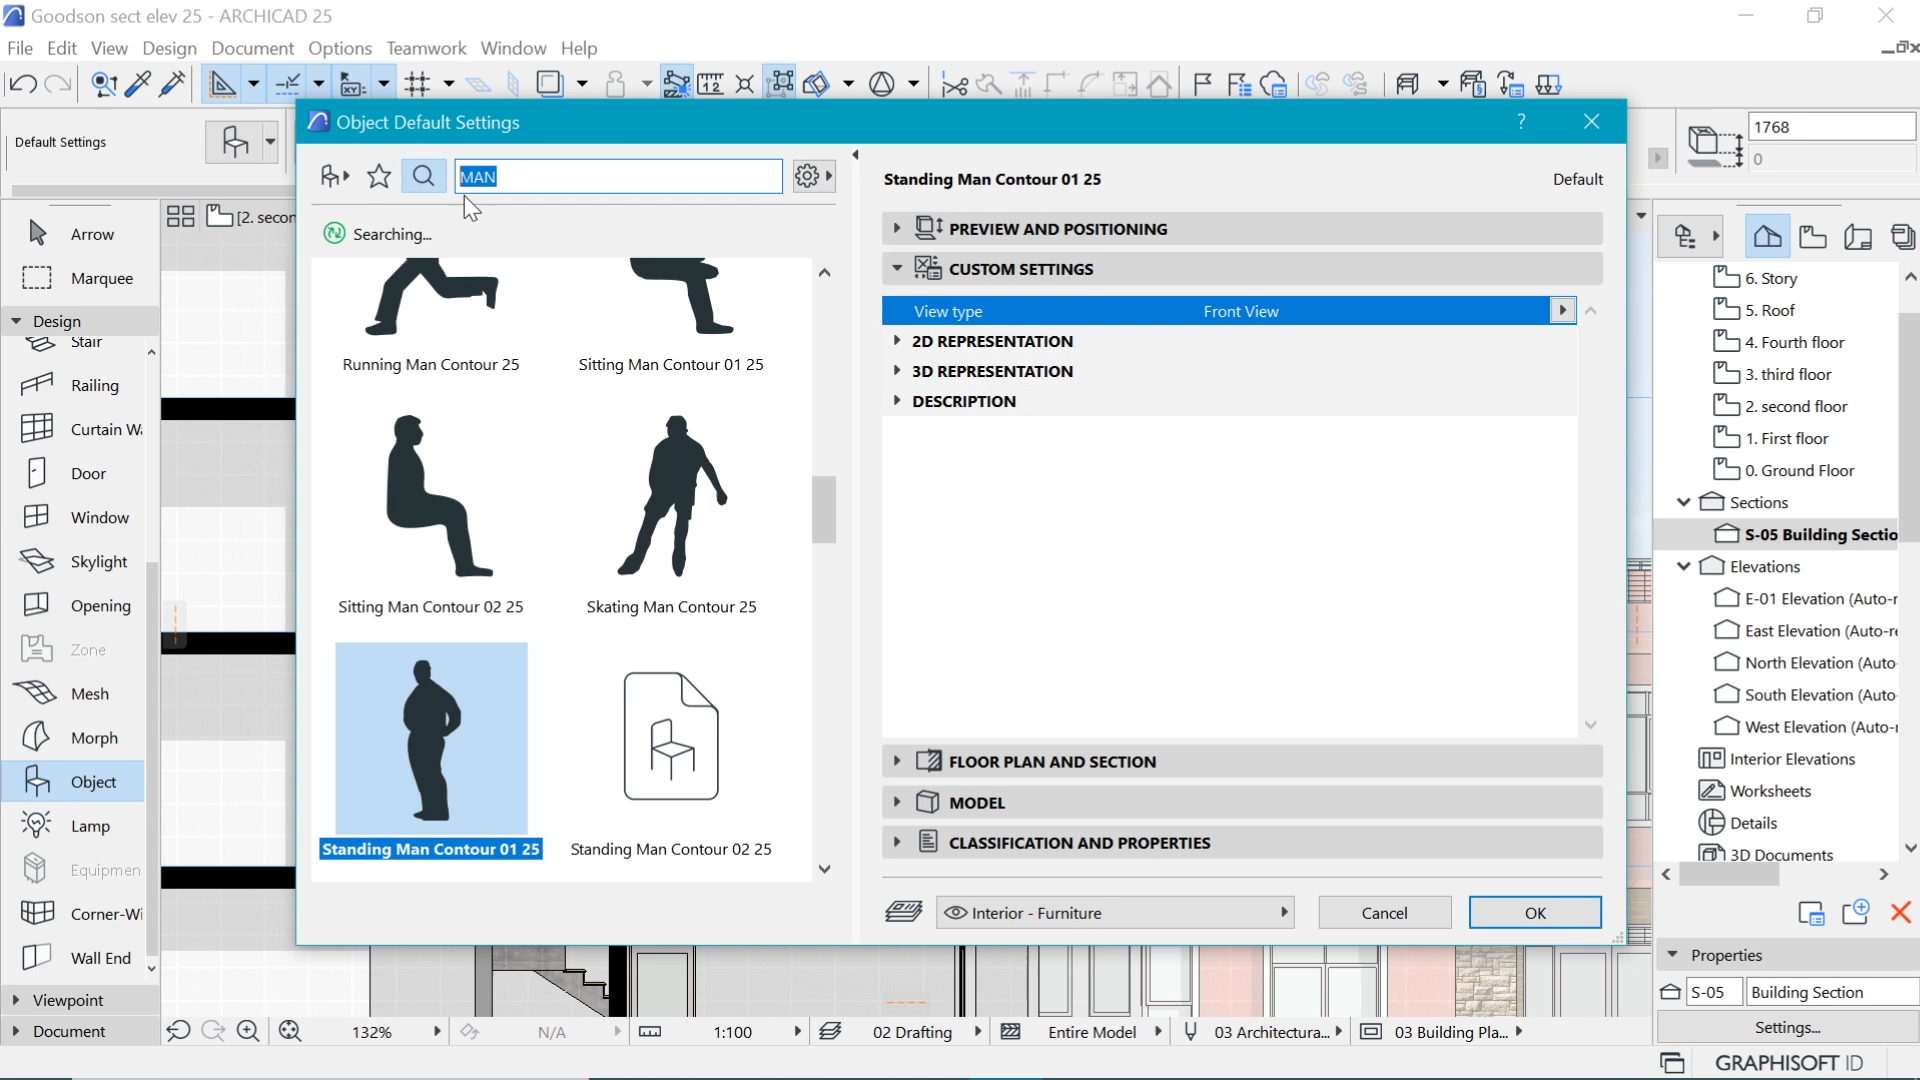 Goodson sect elev 25 - ARCHICAD 25
File Edit View Design Document Options Teamwork Window Help
Default Settings
1768
0
Object Default Settings
?
MAN
Searching...
Running Man Contour 25
Sitting Man Contour 01 25
Sitting Man Contour 02 25
Skating Man Contour 25
Standing Man Contour 01 25
Standing Man Contour 02 25
Standing Man Contour 01 25
Default
PREVIEW AND POSITIONING
CUSTOM SETTINGS
View type Front View
2D REPRESENTATION
3D REPRESENTATION
DESCRIPTION
FLOOR PLAN AND SECTION
MODEL
CLASSIFICATION AND PROPERTIES
Interior - Furniture
Cancel
OK
[2. secon
Arrow
Marquee
Design
Stair
Railing
Curtain Wa
Door
Window
Skylight
Opening
Zone
Mesh
Morph
Object
Lamp
Equipmen
Corner-Wi
Wall End
Viewpoint
Document
6. Story
5. Roof
4. Fourth floor
3. third floor
2. second floor
1. First floor
0. Ground Floor
Sections
S-05 Building Sectio
Elevations
E-01 Elevation (Auto-r
East Elevation (Auto-re
North Elevation (Auto-
South Elevation (Auto-
West Elevation (Auto-r
Interior Elevations
Worksheets
Details
3D Documents
Properties
S-05 Building Section
Settings...
132% N/A 1:100 02 Drafting Entire Model 03 Architectura... 03 Building Pla...
GRAPHISOFT ID